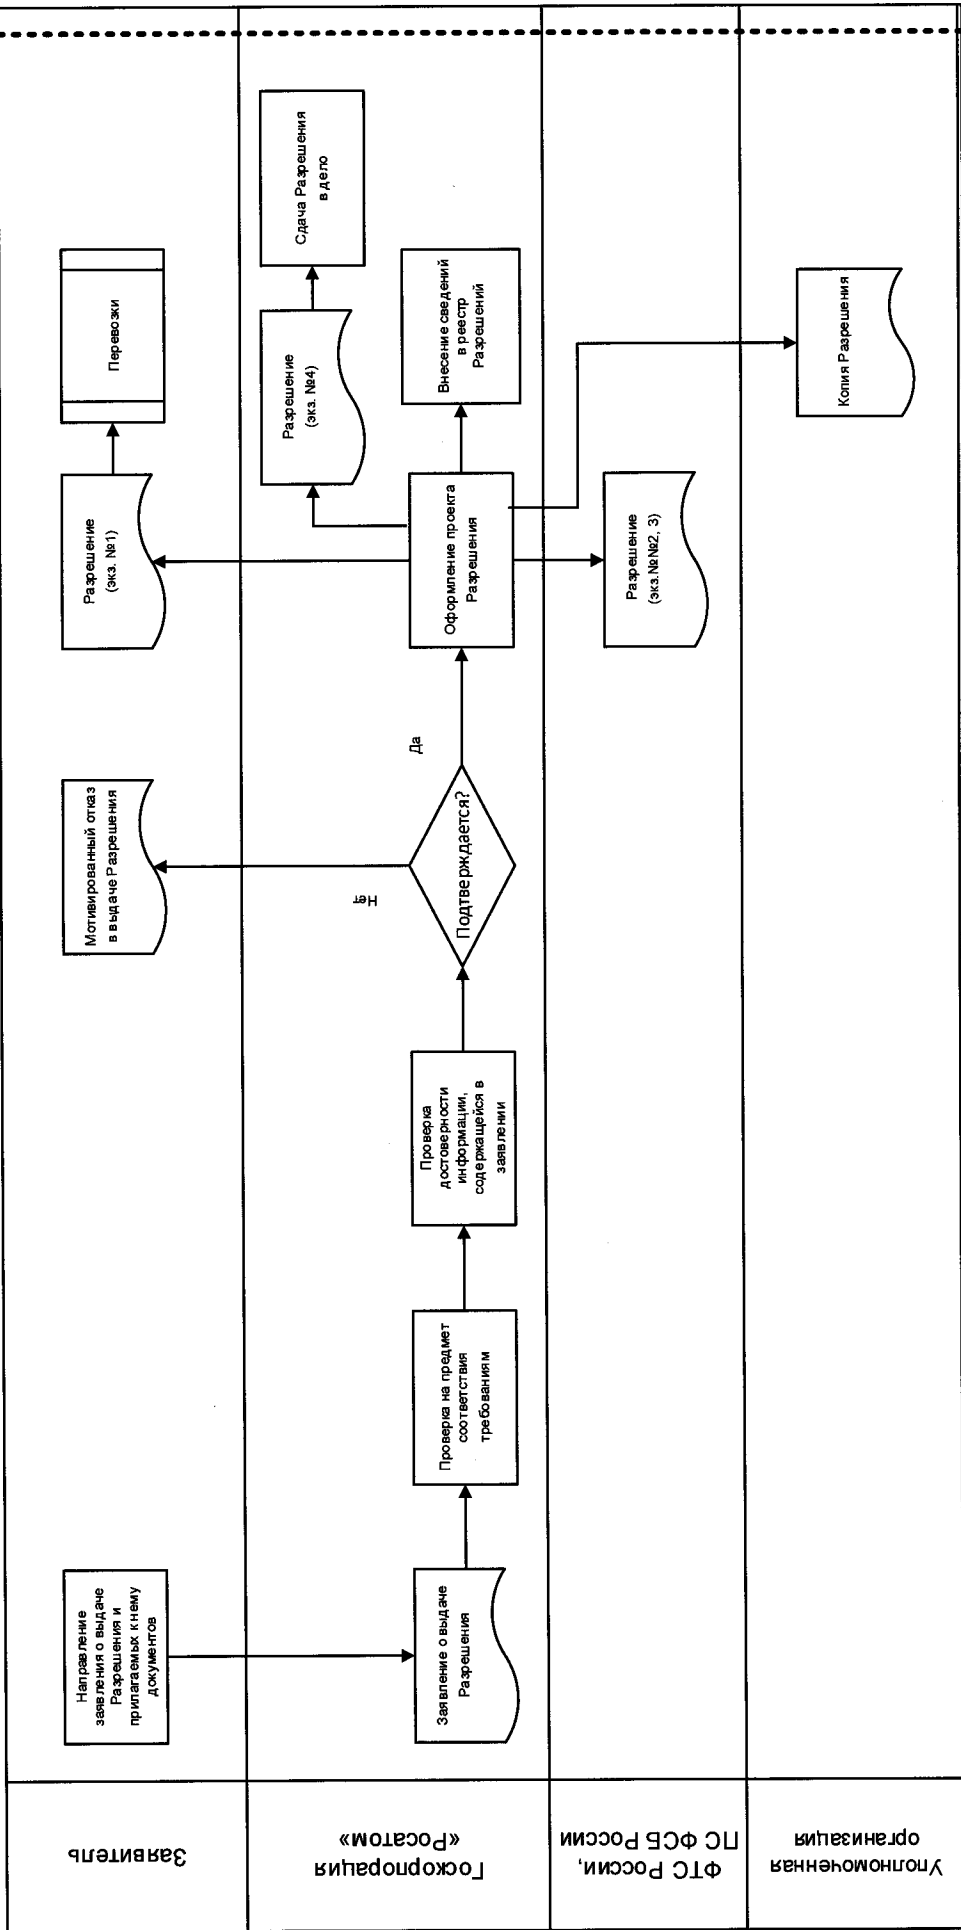 Заявитель
Направление
заявления о выдаче
Разрешения и
прилагаемых к нему
документов
Мотивированный отказ
в выдаче Разрешения
Разрешение
(экз. №1)
Перевозки
Госкорпорация
«Росатом»
Заявление о выдаче
Разрешения
Проверка на предмет
соответствия
требованиям
Проверка
достоверности
информации,
содержащейся в
заявлении
Подтверждается?
Нет
Да
Оформление проекта
Разрешения
Разрешение
(экз. №4)
Сдача Разрешения
в дело
Внесение сведений
в реестр
Разрешений
ФТС России,
ПС ФСБ России
Разрешение
(экз.№№2, 3)
Уполномоченная
организация
Копия Разрешения